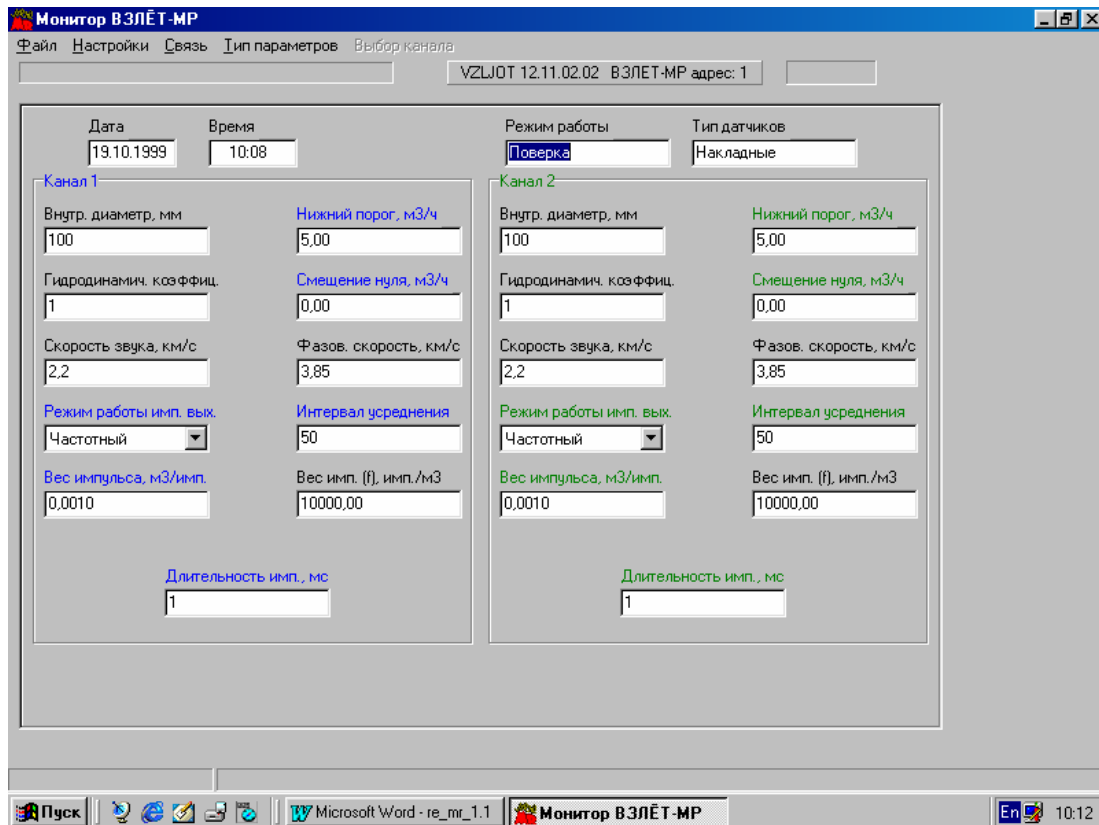 Монитор ВЗЛЁТ-МР
Файл Настройки Связь Тип параметров Выбор канала
VZLJOT 12.11.02.02 ВЗЛЕТ-МР адрес: 1
Дата Время Режим работы Тип датчиков
19.10.1999 10:08 Поверка Накладные
Канал 1 Канал 2
Внутр. диаметр, мм Нижний порог, м3/ч Внутр. диаметр, мм Нижний порог, м3/ч
100 5,00 100 5,00
Гидродинамич. коэффиц. Смещение нуля, м3/ч Гидродинамич. коэффиц. Смещение нуля, м3/ч
1 0,00 1 0,00
Скорость звука, км/с Фазов. скорость, км/с Скорость звука, км/с Фазов. скорость, км/с
2,2 3,85 2,2 3,85
Режим работы имп. вых. Интервал усреднения Режим работы имп. вых. Интервал усреднения
Частотный 50 Частотный 50
Вес импульса, м3/имп. Вес имп. (f), имп./м3 Вес импульса, м3/имп. Вес имп. (f), имп./м3
0,0010 10000,00 0,0010 10000,00
Длительность имп., мс Длительность имп., мс
1 1
Пуск Microsoft Word - re_mr_1.1 Монитор ВЗЛЁТ-МР En 10:12